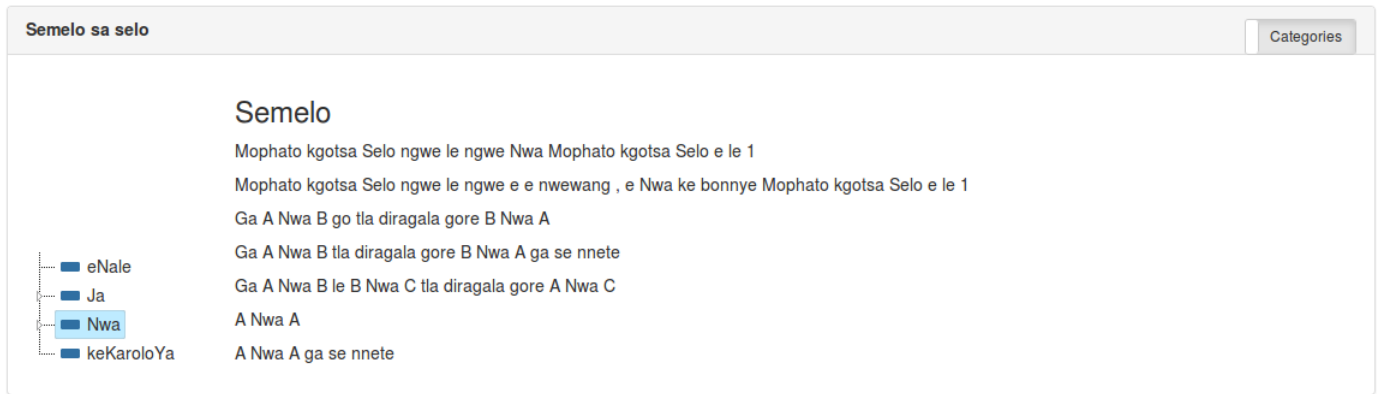 Semelo sa selo
Categories
Semelo
Mophato kgotsa Selo ngwe le ngwe Nwa Mophato kgotsa Selo e le 1
Mophato kgotsa Selo ngwe le ngwe e e nwewang , e Nwa ke bonnye Mophato kgotsa Selo e le 1
Ga A Nwa B go tla diragala gore B Nwa A
Ga A Nwa B tla diragala gore B Nwa A ga se nnete
Ga A Nwa B le B Nwa C tla diragala gore A Nwa C
A Nwa A
A Nwa A ga se nnete
eNale
Ja
Nwa
keKaroloYa